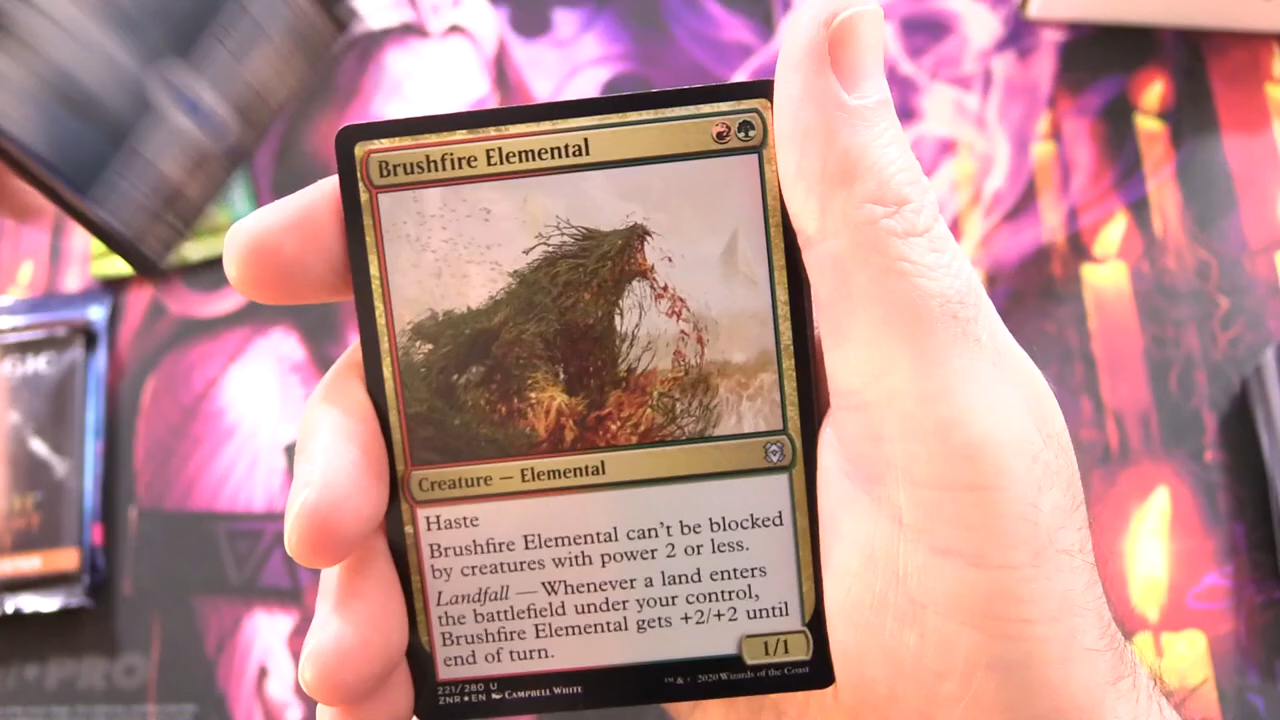 Brushfire Elemental
Creature — Elemental
Haste
Brushfire Elemental can't be blocked
by creatures with power 2 or less.
Landfall — Whenever a land enters
the battlefield under your control,
Brushfire Elemental gets +2/+2 until
end of turn.
1/1
221/280 U
ZNR★EN CAMPBELL WHITE
™ & © 2020 Wizards of the Coast